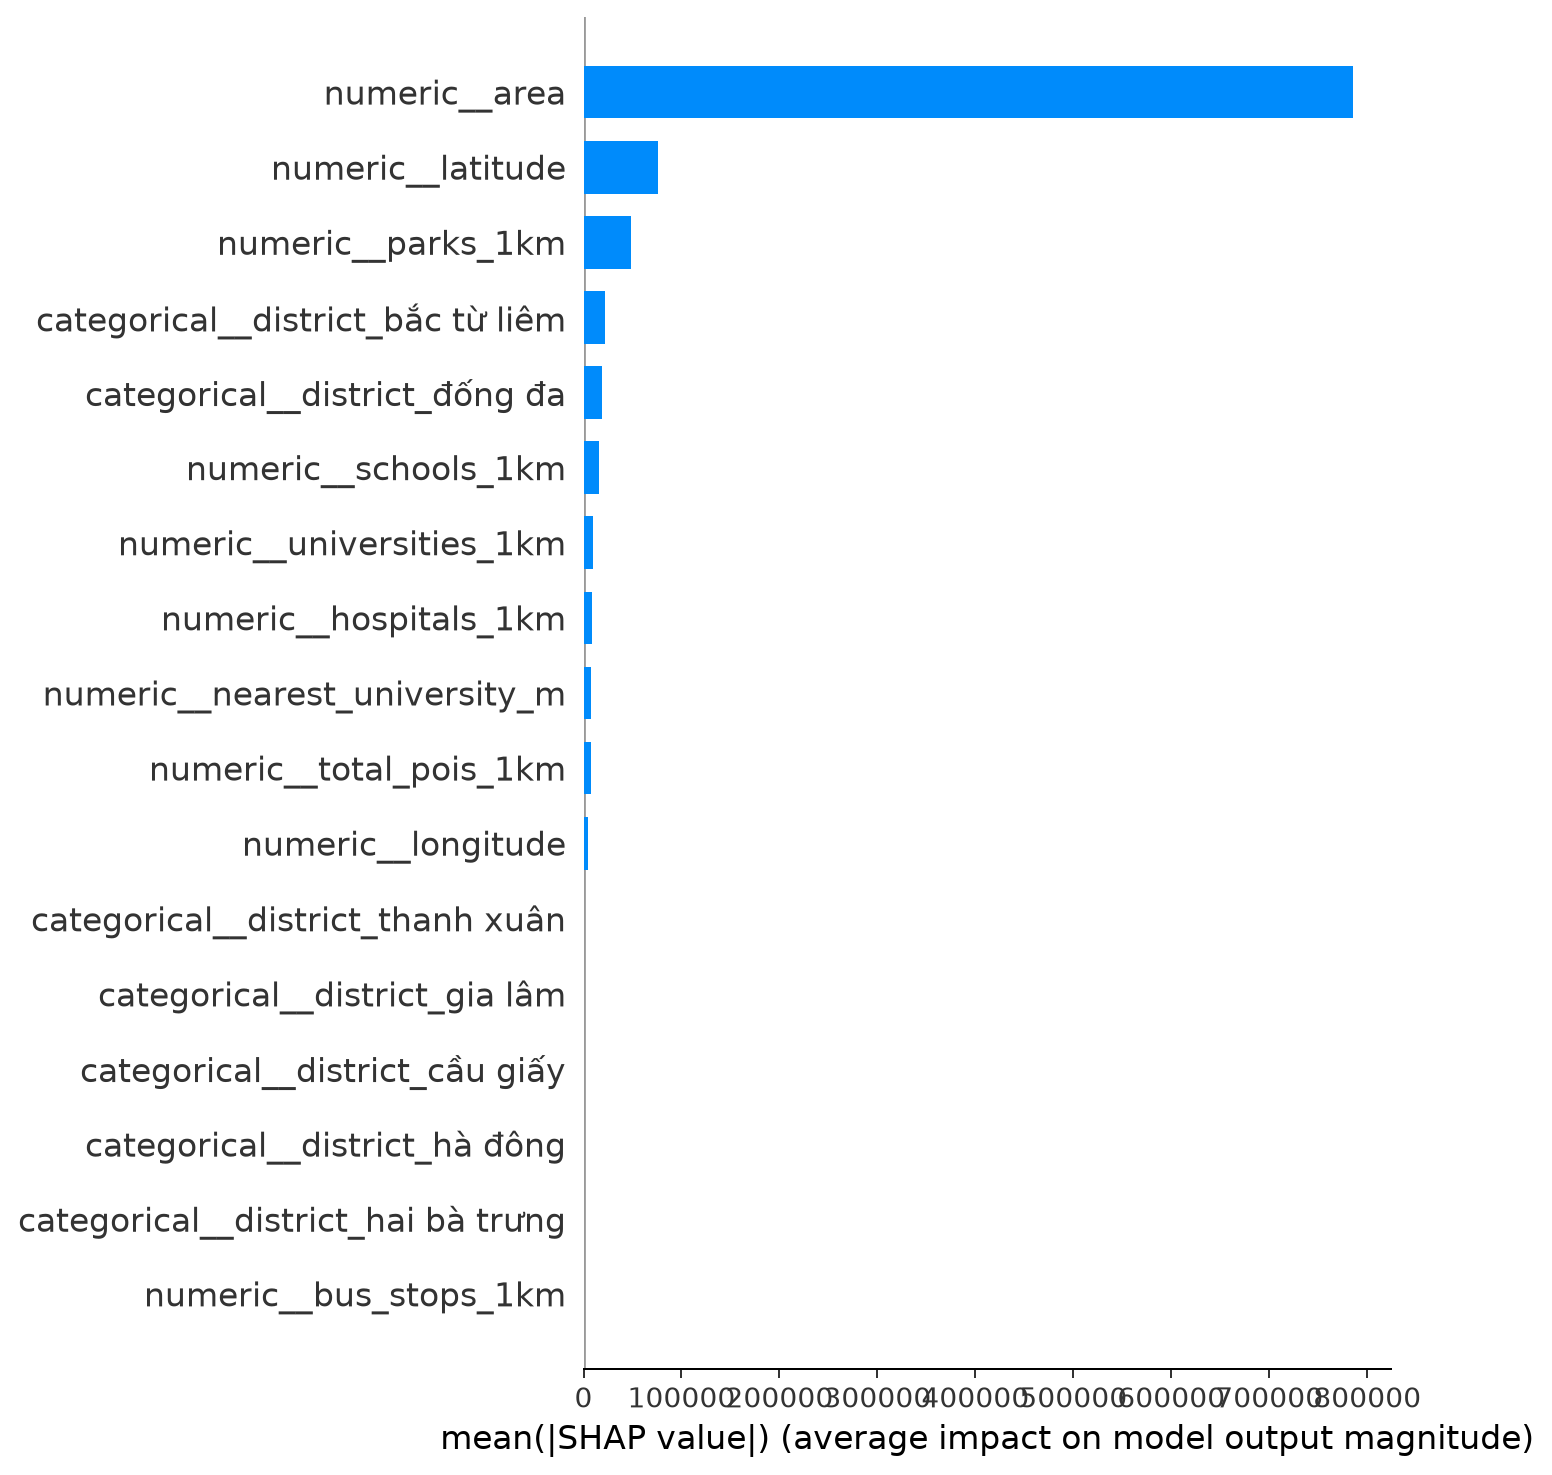 numeric__area
numeric__latitude
numeric__parks_1km
categorical__district_bắc từ liêm
categorical__district_đống đa
numeric__schools_1km
numeric__universities_1km
numeric__hospitals_1km
numeric__nearest_university_m
numeric__total_pois_1km
numeric__longitude
categorical__district_thanh xuân
categorical__district_gia lâm
categorical__district_cầu giấy
categorical__district_hà đông
categorical__district_hai bà trưng
numeric__bus_stops_1km
0 100000 200000 300000 400000 500000 600000 700000 800000
mean(|SHAP value|) (average impact on model output magnitude)